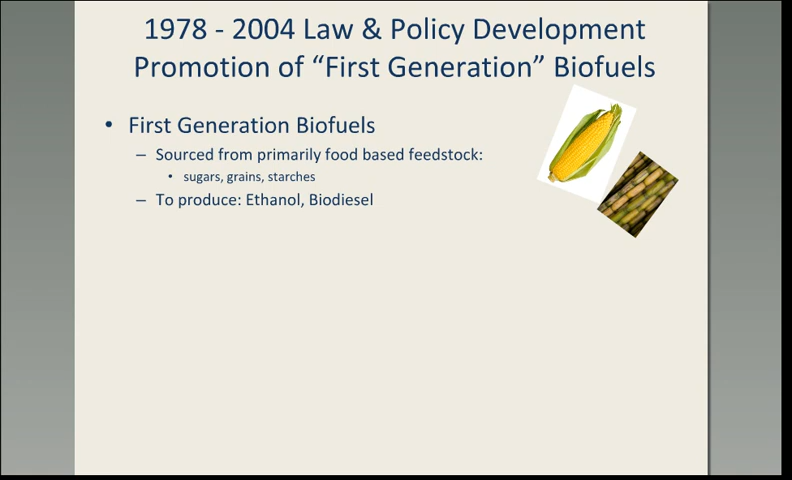 1978 - 2004 Law & Policy Development
Promotion of “First Generation” Biofuels
• First Generation Biofuels
– Sourced from primarily food based feedstock:
• sugars, grains, starches
– To produce: Ethanol, Biodiesel